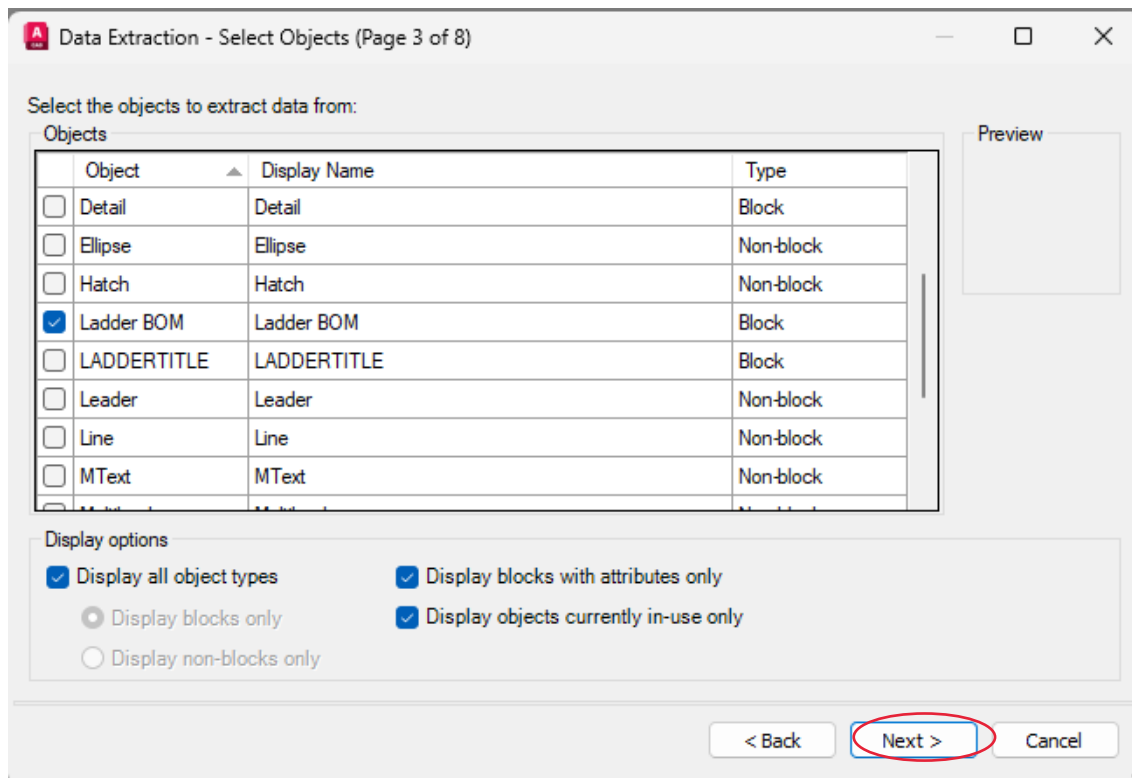 A
CAD
Data Extraction - Select Objects (Page 3 of 8)
Select the objects to extract data from:
Objects
Preview
Object Display Name Type
Detail Detail Block
Ellipse Ellipse Non-block
Hatch Hatch Non-block
Ladder BOM Ladder BOM Block
LADDERTITLE LADDERTITLE Block
Leader Leader Non-block
Line Line Non-block
MText MText Non-block
Display options
Display all object types Display blocks with attributes only
Display blocks only Display objects currently in-use only
Display non-blocks only
< Back Next > Cancel